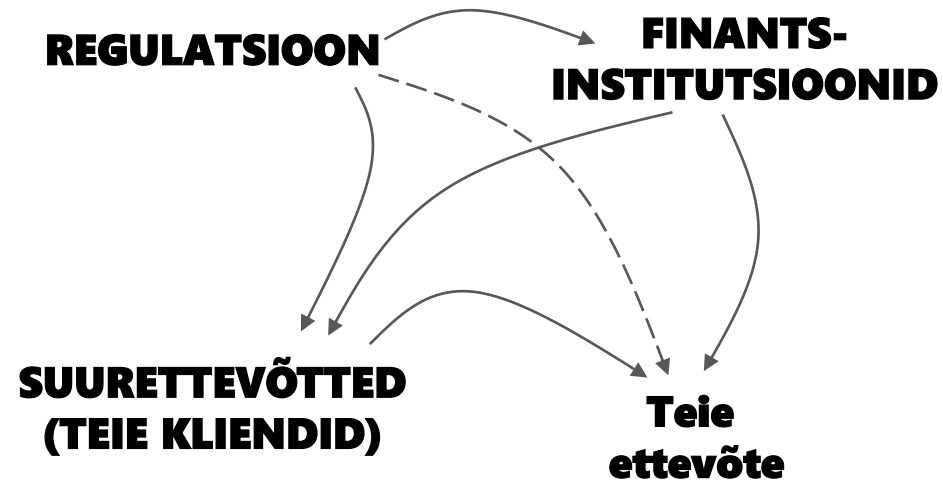 REGULATSIOON
FINANTS-
INSTITUTSIOONID
SUURETTEVÕTTED
(TEIE KLIENDID)
Teie
ettevõte